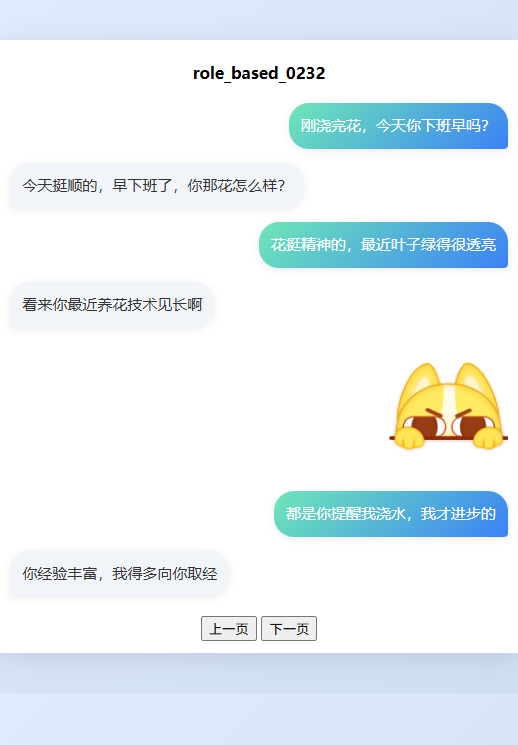 role_based_0232
刚浇完花，今天你下班早吗？
今天挺顺的，早下班了，你那花怎么样？
花挺精神的，最近叶子绿得很透亮
看来你最近养花技术见长啊
都是你提醒我浇水，我才进步的
你经验丰富，我得多向你取经
上一页 下一页